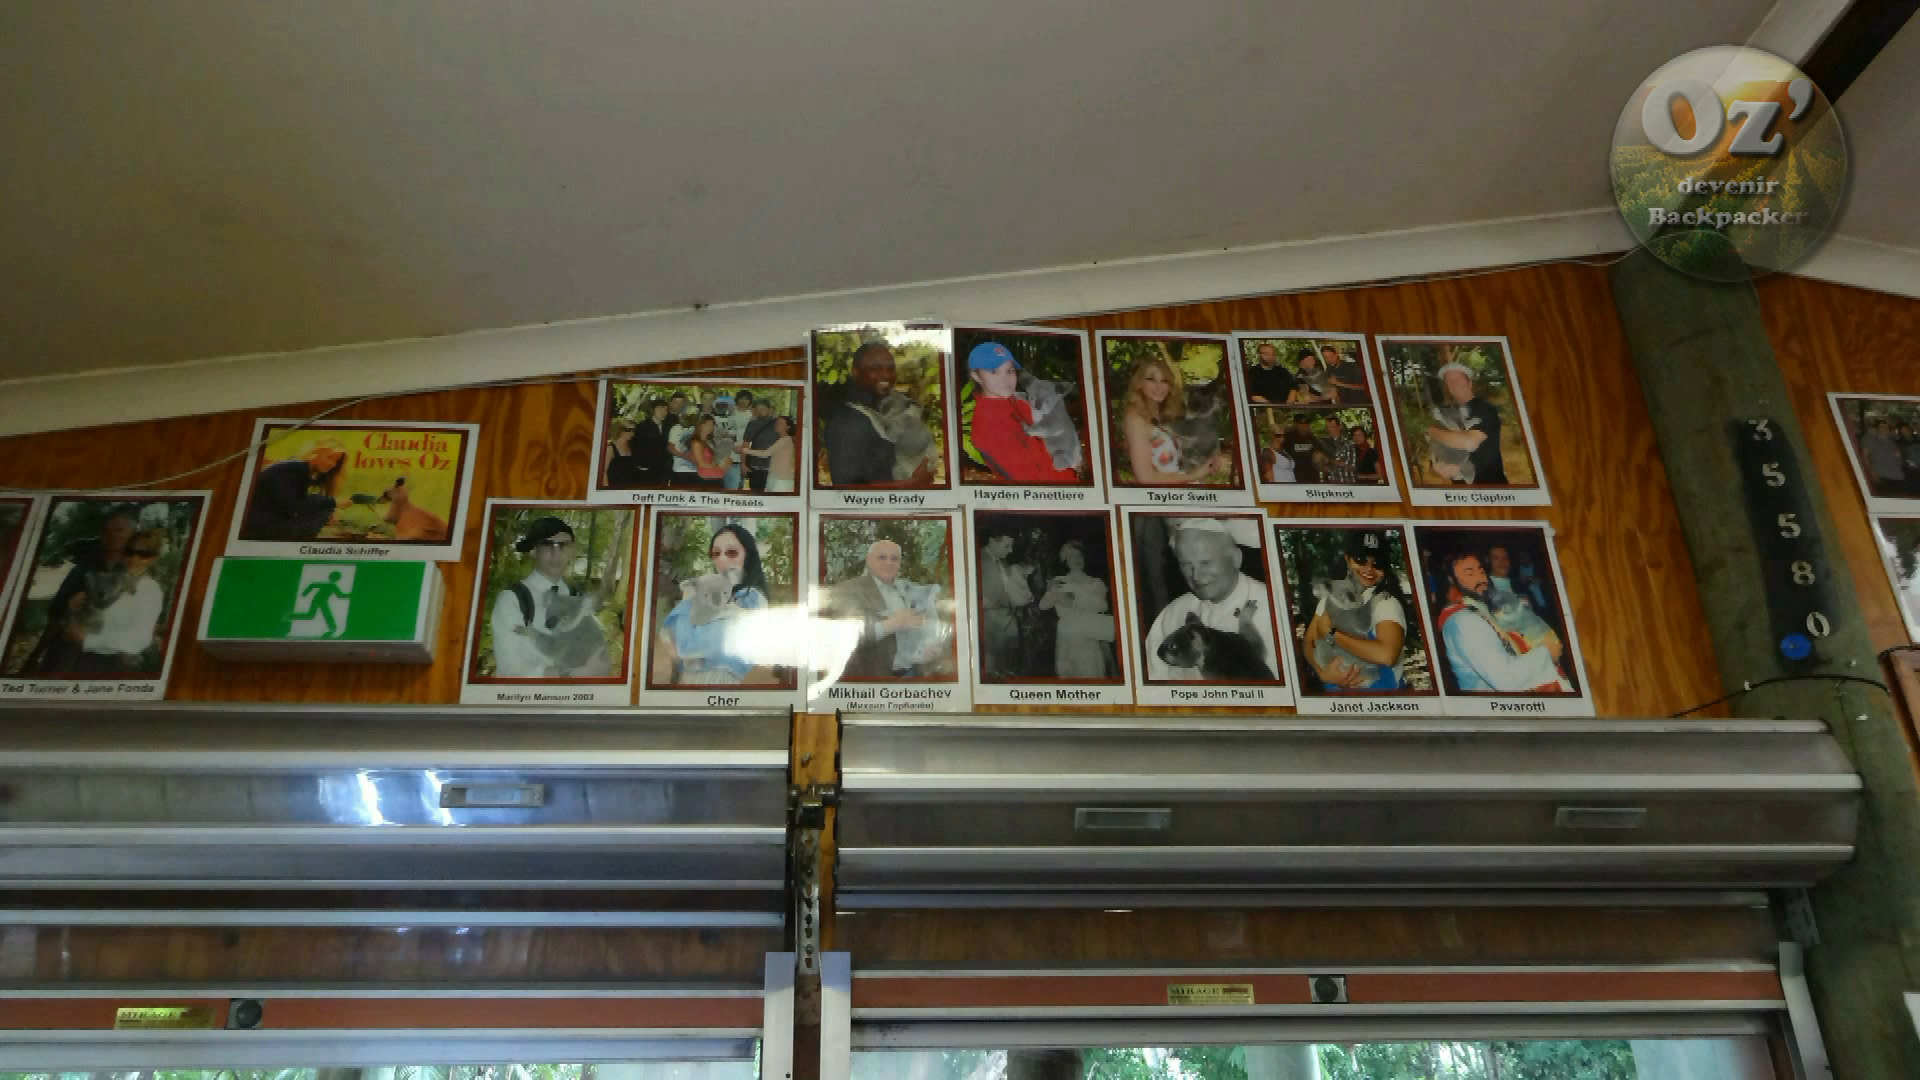 Oz'
devenir
Backpacker
Claudia
loves Oz
Claudia Schiffer
Daft Punk & The Presets
Wayne Brady
Hayden Panettiere
Taylor Swift
Slipknot
Eric Clapton
Ted Turner & Jane Fonda
Marilyn Manson 2003
Cher
Mikhail Gorbachev
(Михаил Горбачёв)
Queen Mother
Pope John Paul II
Janet Jackson
Pavarotti
3
5
5
8
0
MIRAGE
MIRAGE